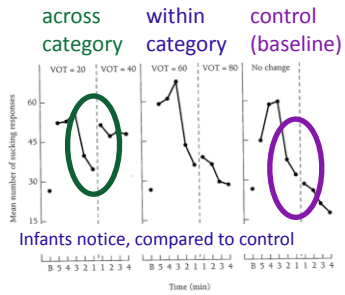 across category
within category
control (baseline)
VOT = 20
VOT = 40
VOT = 60
VOT = 80
No change
Mean number of sucking responses
60
45
30
15
Infants notice, compared to control
B 5 4 3 2 1 1 2 3 4
B 5 4 3 2 1 1 2 3 4
B 5 4 3 2 1 1 2 3 4
Time (min)